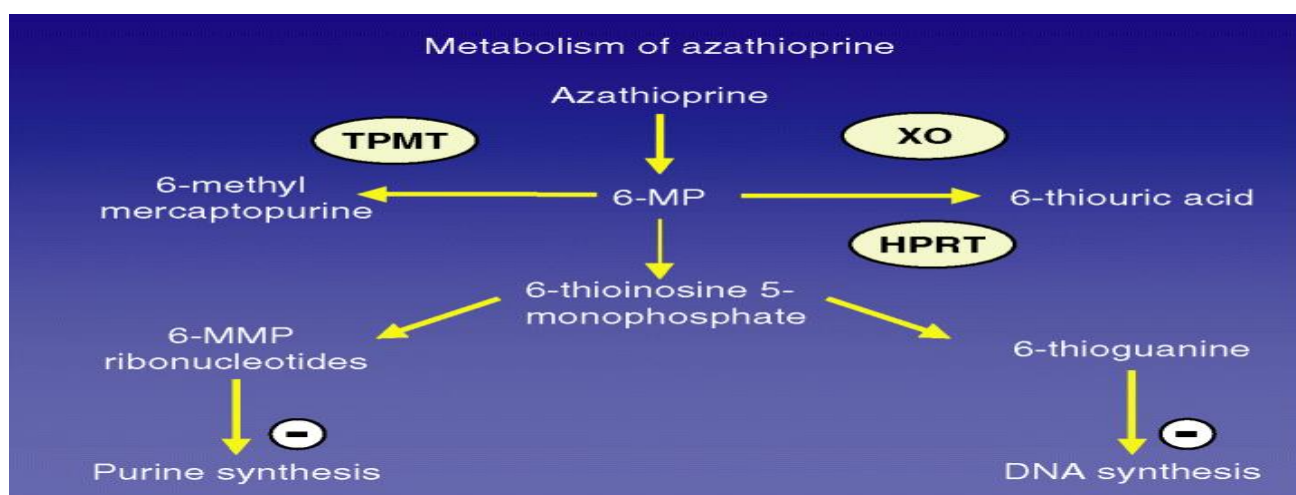 Metabolism of azathioprine
Azathioprine
TPMT
XO
6-methyl
mercaptopurine
6-MP
6-thiouric acid
HPRT
6-thioinosine 5-
monophosphate
6-MMP
ribonucleotides
6-thioguanine
-
-
Purine synthesis
DNA synthesis